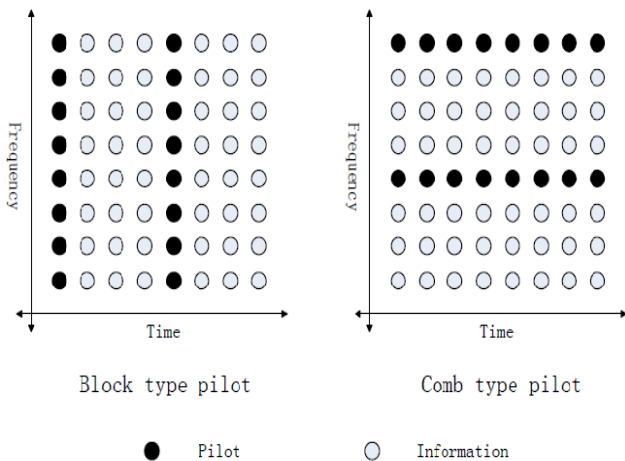 Frequency
Time
Block type pilot
Frequency
Time
Comb type pilot
Pilot
Information